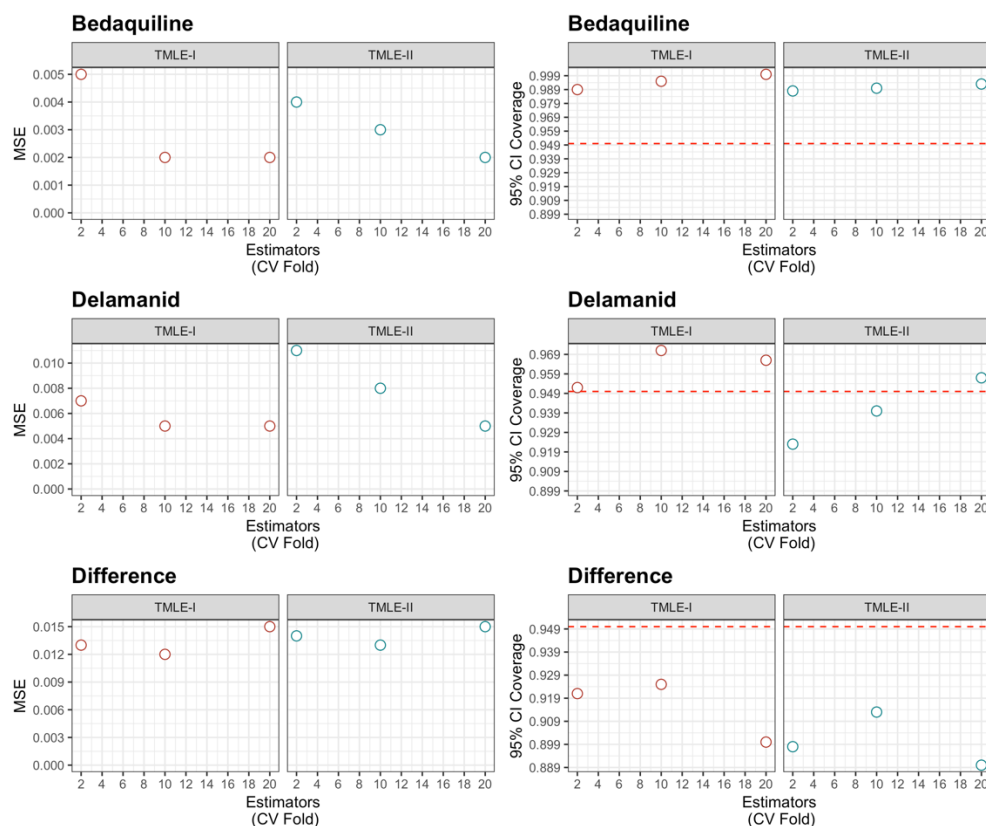 Bedaquiline
TMLE-I TMLE-II
MSE
0.005
0.004
0.003
0.002
0.001
0.000
2 4 6 8 10 12 14 16 18 20 2 4 6 8 10 12 14 16 18 20
Estimators
(CV Fold)
Bedaquiline
TMLE-I TMLE-II
95% CI Coverage
0.999
0.989
0.979
0.969
0.959
0.949
0.939
0.929
0.919
0.909
0.899
2 4 6 8 10 12 14 16 18 20 2 4 6 8 10 12 14 16 18 20
Estimators
(CV Fold)
Delamanid
TMLE-I TMLE-II
MSE
0.010
0.008
0.006
0.004
0.002
0.000
2 4 6 8 10 12 14 16 18 20 2 4 6 8 10 12 14 16 18 20
Estimators
(CV Fold)
Delamanid
TMLE-I TMLE-II
95% CI Coverage
0.969
0.959
0.949
0.939
0.929
0.919
0.909
0.899
2 4 6 8 10 12 14 16 18 20 2 4 6 8 10 12 14 16 18 20
Estimators
(CV Fold)
Difference
TMLE-I TMLE-II
MSE
0.015
0.012
0.009
0.006
0.003
0.000
2 4 6 8 10 12 14 16 18 20 2 4 6 8 10 12 14 16 18 20
Estimators
(CV Fold)
Difference
TMLE-I TMLE-II
95% CI Coverage
0.949
0.939
0.929
0.919
0.909
0.899
0.889
2 4 6 8 10 12 14 16 18 20 2 4 6 8 10 12 14 16 18 20
Estimators
(CV Fold)